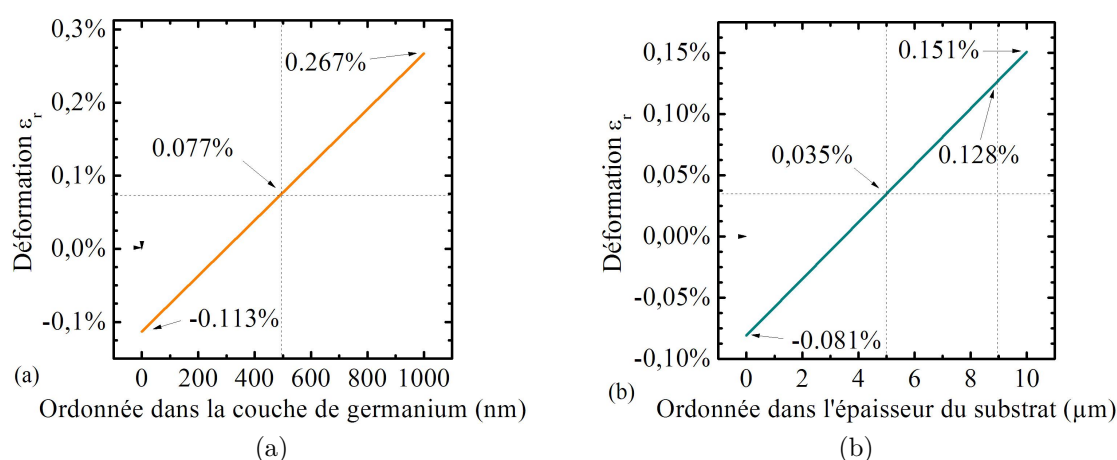 0,3%
0,2%
0,1%
0,0%
-0,1%
Déformation εr
0.267%
0.077%
-0.113%
0 200 400 600 800 1000
(a)
Ordonnée dans la couche de germanium (nm)
(a)
0,15%
0,10%
0,05%
0,00%
-0,05%
-0,10%
Déformation εr
0.151%
0.128%
0,035%
-0.081%
0 2 4 6 8 10
(b)
Ordonnée dans l'épaisseur du substrat (µm)
(b)